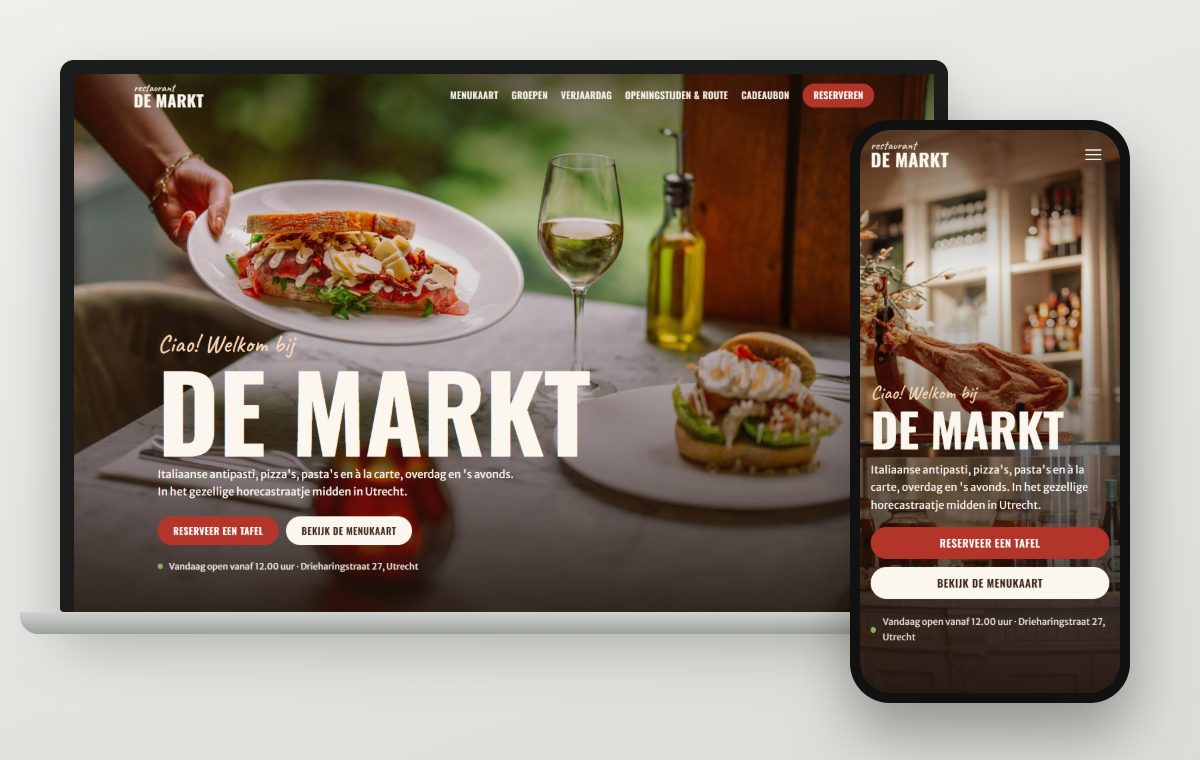 restaurant
DE MARKT
MENUKAART GROEPEN VERJAARDAG OPENINGSTIJDEN & ROUTE CADEAUBON RESERVEREN
Ciao! Welkom bij
DE MARKT
Italiaanse antipasti, pizza's, pasta's en à la carte, overdag en 's avonds.
In het gezellige horecastraatje midden in Utrecht.
RESERVEER EEN TAFEL BEKIJK DE MENUKAART
Vandaag open vanaf 12.00 uur · Drieharingstraat 27, Utrecht
restaurant
DE MARKT
Ciao! Welkom bij
DE MARKT
Italiaanse antipasti, pizza's, pasta's en à la
carte, overdag en 's avonds. In het gezellige
horecastraatje midden in Utrecht.
RESERVEER EEN TAFEL
BEKIJK DE MENUKAART
Vandaag open vanaf 12.00 uur · Drieharingstraat 27,
Utrecht